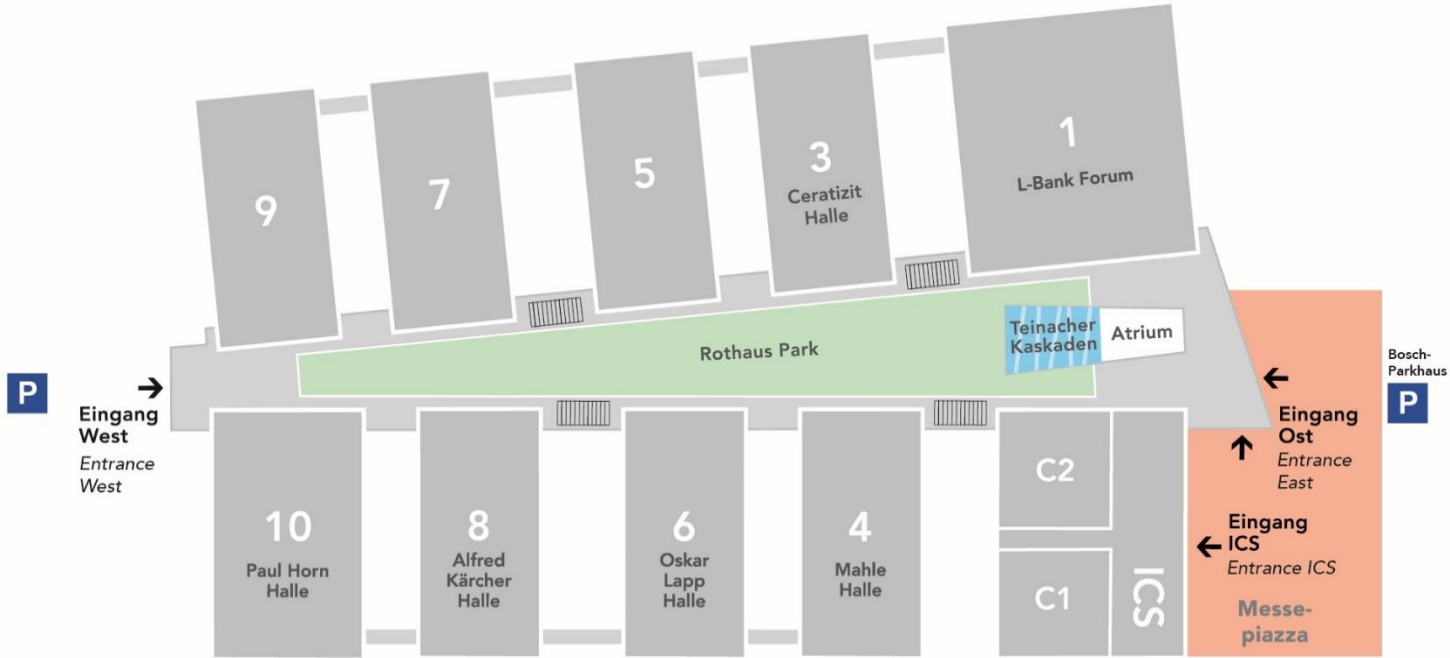 1
L-Bank Forum
3
Ceratizit
Halle
5
7
9
Teinacher
Kaskaden
Atrium
Rothaus Park
P
Eingang
West
Entrance
West
Bosch-
Parkhaus
P
Eingang
Ost
Entrance
East
10
Paul Horn
Halle
8
Alfred
Kärcher
Halle
6
Oskar
Lapp
Halle
4
Mahle
Halle
C2
C1
ICS
Eingang
ICS
Entrance ICS
Messe-
piazza